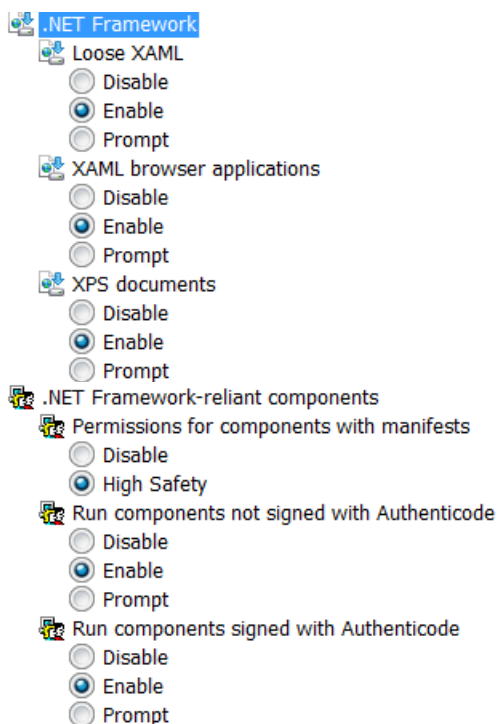 .NET Framework
Loose XAML
Disable
Enable
Prompt
XAML browser applications
Disable
Enable
Prompt
XPS documents
Disable
Enable
Prompt
.NET Framework-reliant components
Permissions for components with manifests
Disable
High Safety
Run components not signed with Authenticode
Disable
Enable
Prompt
Run components signed with Authenticode
Disable
Enable
Prompt